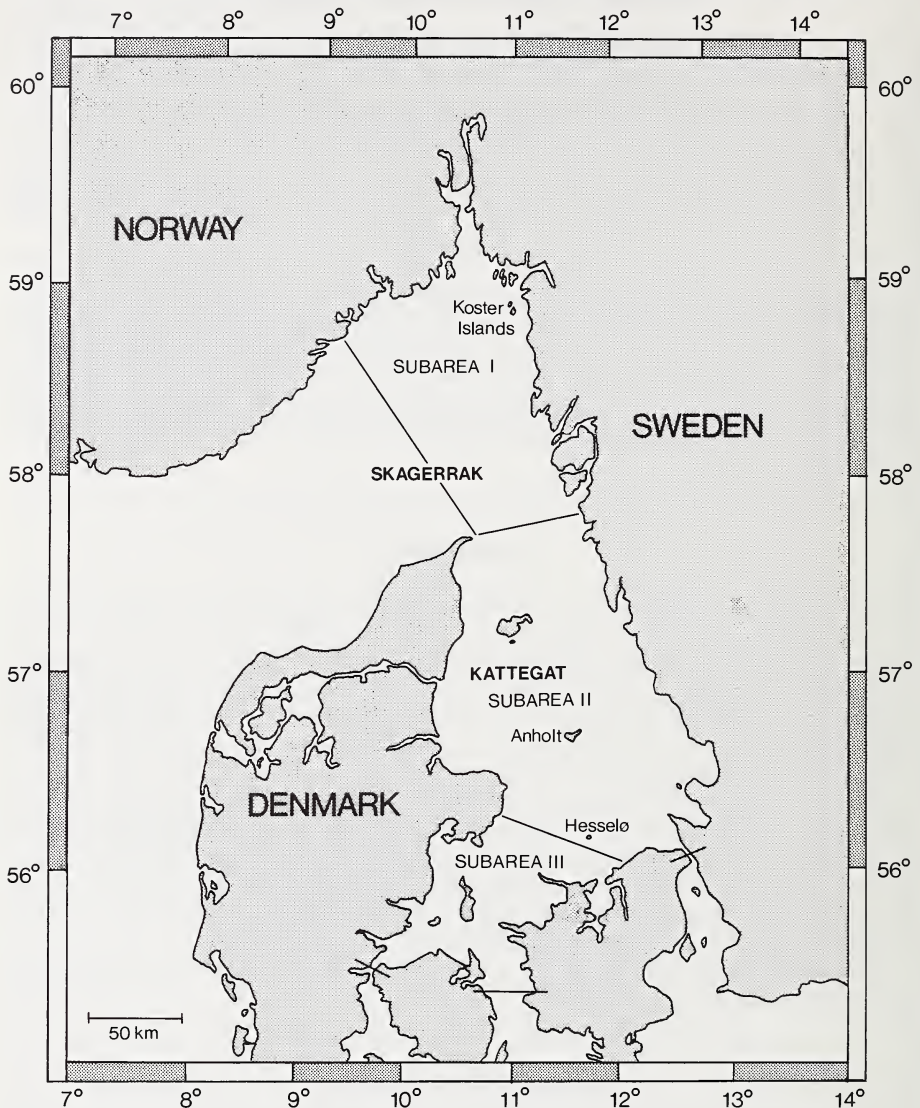 7° 8° 9° 10° 11° 12° 13° 14°
60° 60°
NORWAY
59° 59°
Koster
Islands
SUBAREA I
SWEDEN
58° 58°
SKAGERRAK
57° 57°
KATTEGAT
SUBAREA II
Anholt
DENMARK
Hesselø
SUBAREA III
56° 56°
50 km
7° 8° 9° 10° 11° 12° 13° 14°